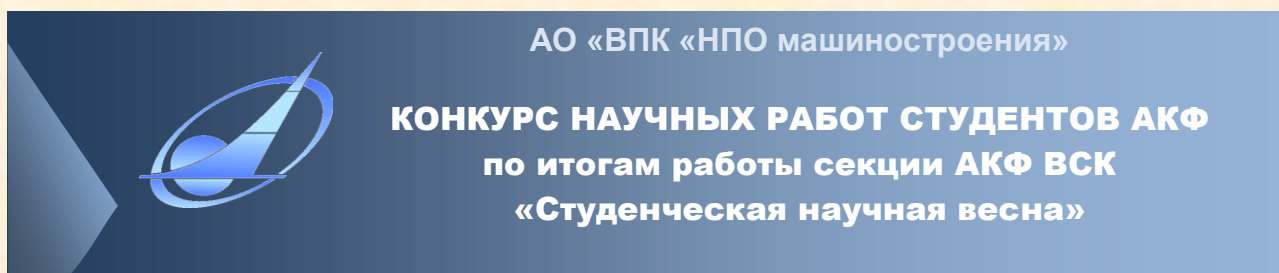 АО «ВПК «НПО машиностроения»
КОНКУРС НАУЧНЫХ РАБОТ СТУДЕНТОВ АКФ
по итогам работы секции АКФ ВСК
«Студенческая научная весна»